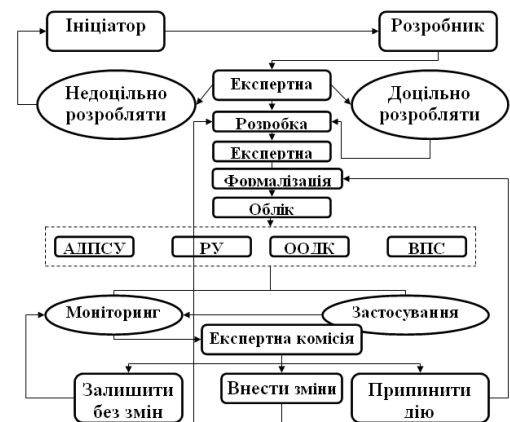 Ініціатор
Розробник
Експертна
Недоцільно
розробляти
Доцільно
розробляти
Розробка
Експертна
Формалізація
Облік
АДПСУ
РУ
ООДК
ВПС
Моніторинг
Застосування
Експертна комісія
Залишити
без змін
Внести зміни
Припинити
дію